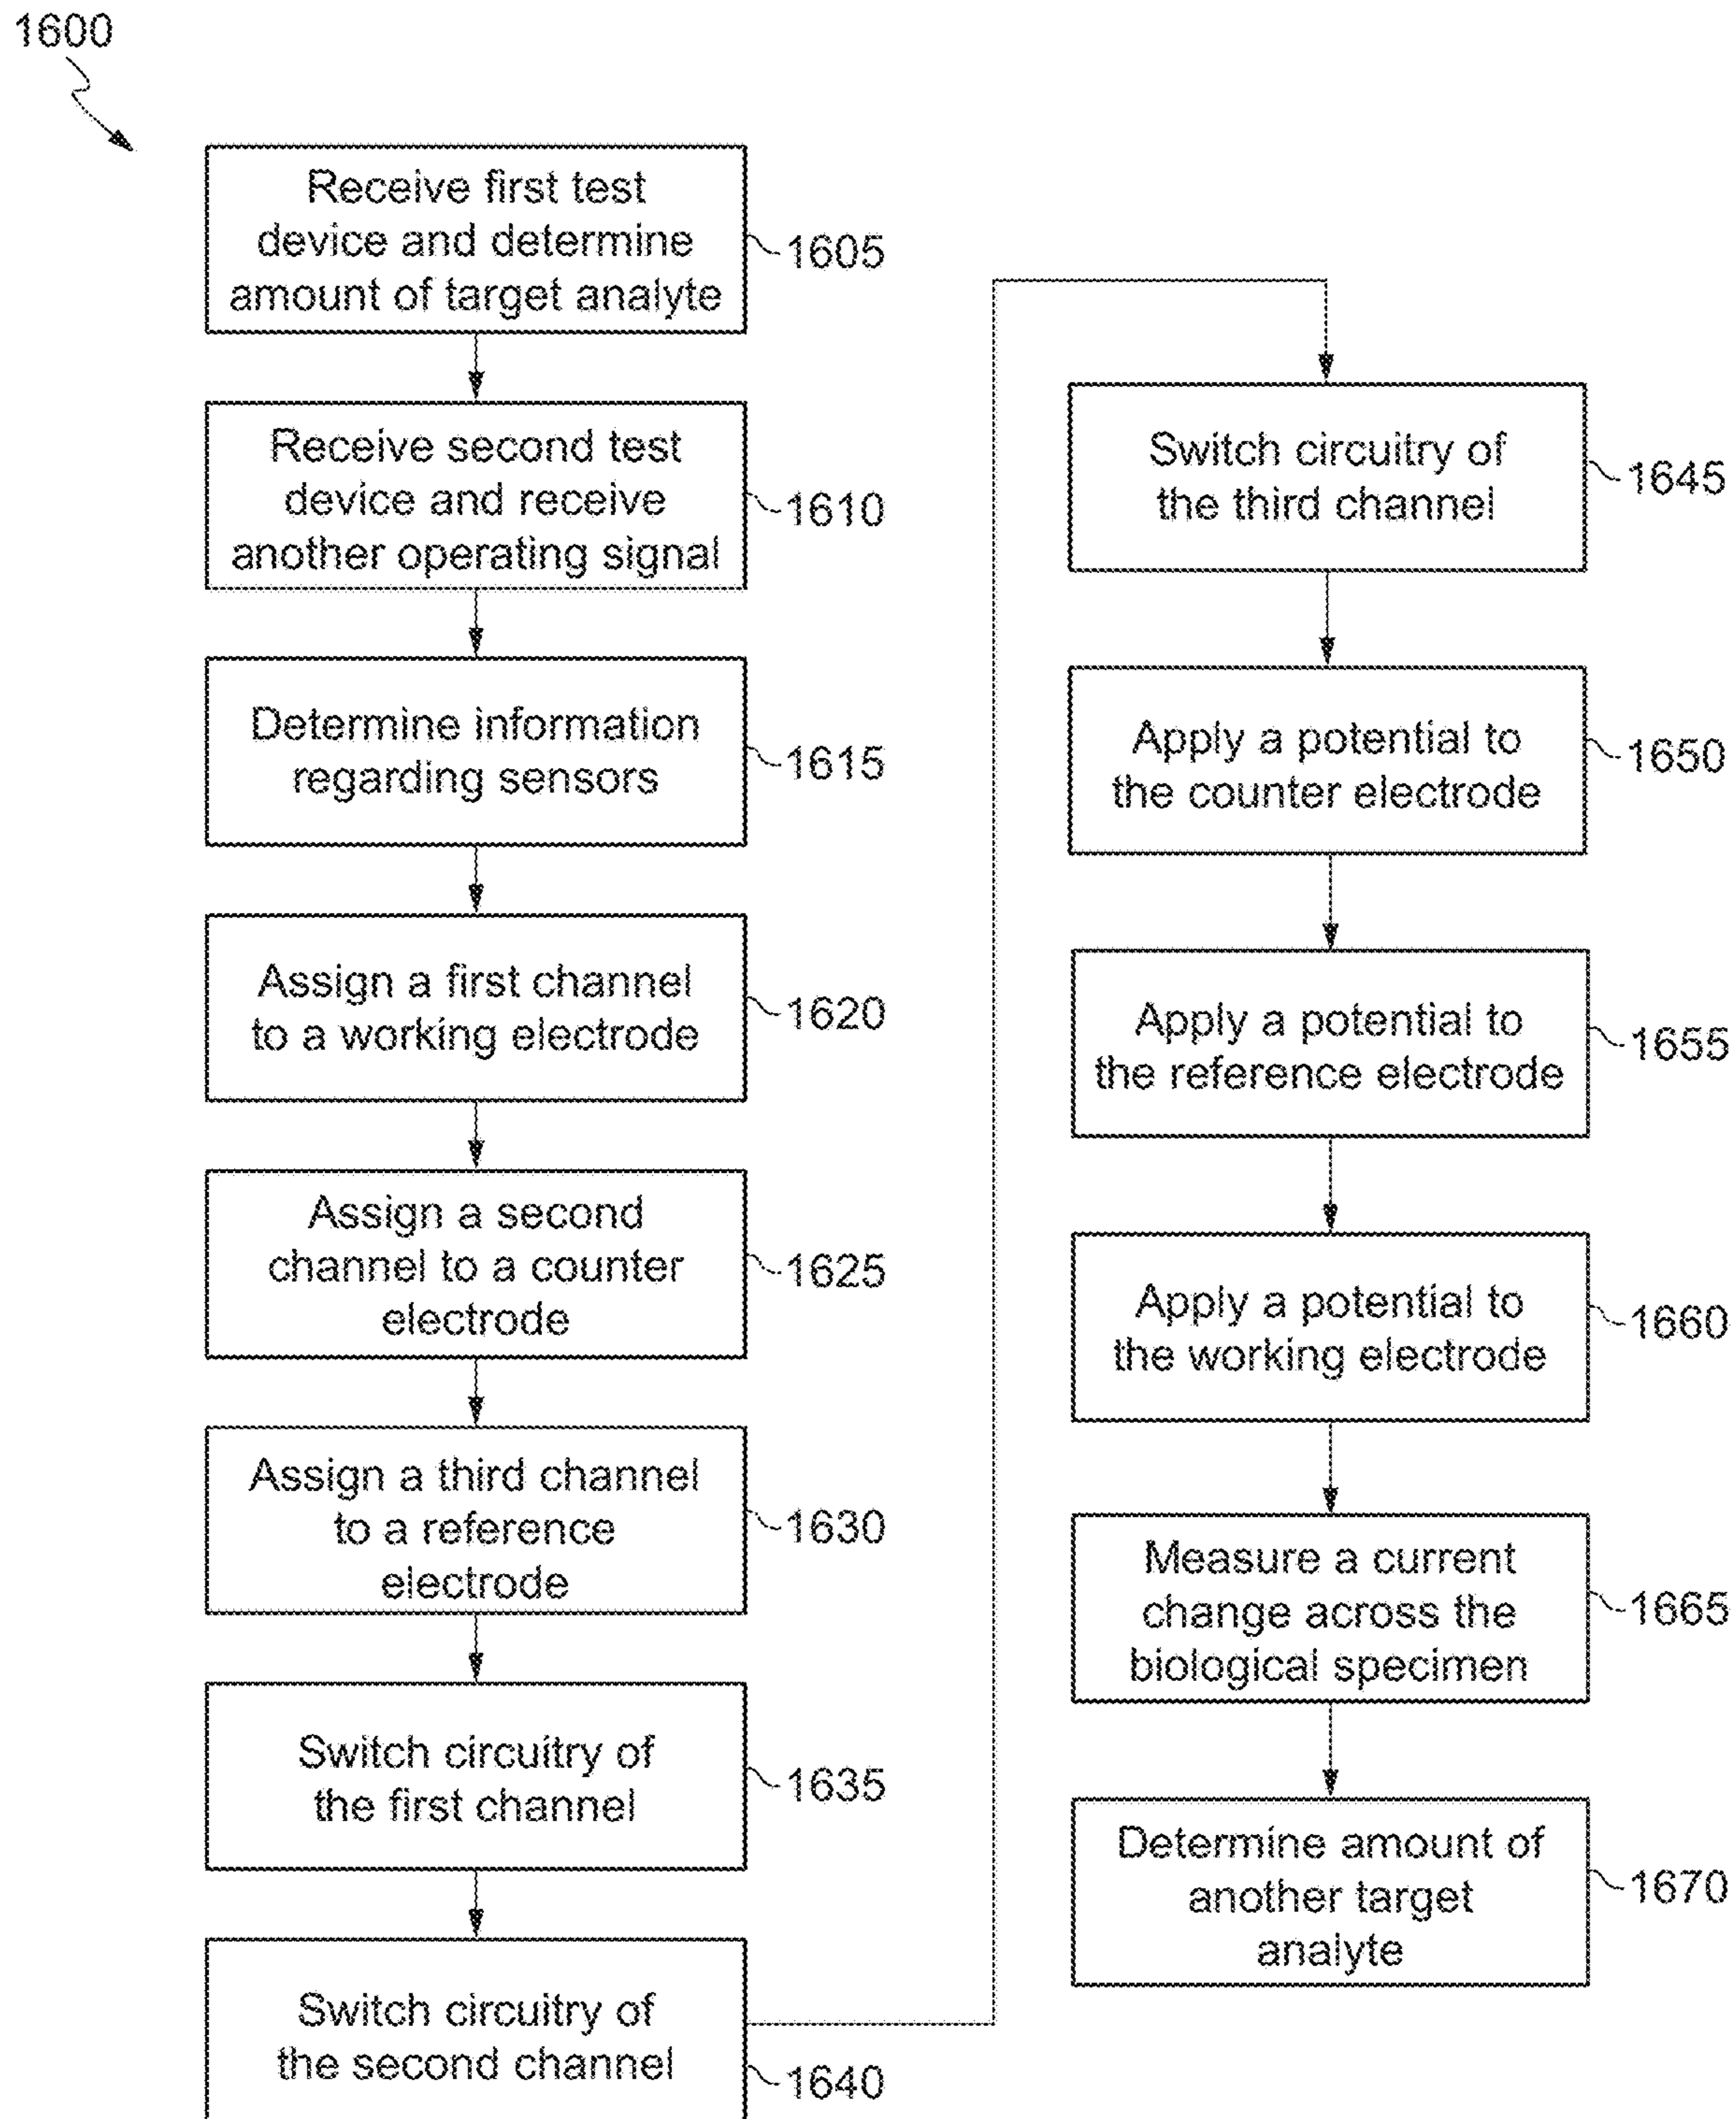 1600
Receive first test
device and determine
amount of target analyte
1605
Receive second test
device and receive
another operating signal
1610
Determine information
regarding sensors
1615
Assign a first channel
to a working electrode
1620
Assign a second
channel to a counter
electrode
1625
Assign a third channel
to a reference
electrode
1630
Switch circuitry of
the first channel
1635
Switch circuitry of
the second channel
1640
Switch circuitry of
the third channel
1645
Apply a potential to
the counter electrode
1650
Apply a potential to
the reference electrode
1655
Apply a potential to
the working electrode
1660
Measure a current
change across the
biological specimen
1665
Determine amount of
another target
analyte
1670